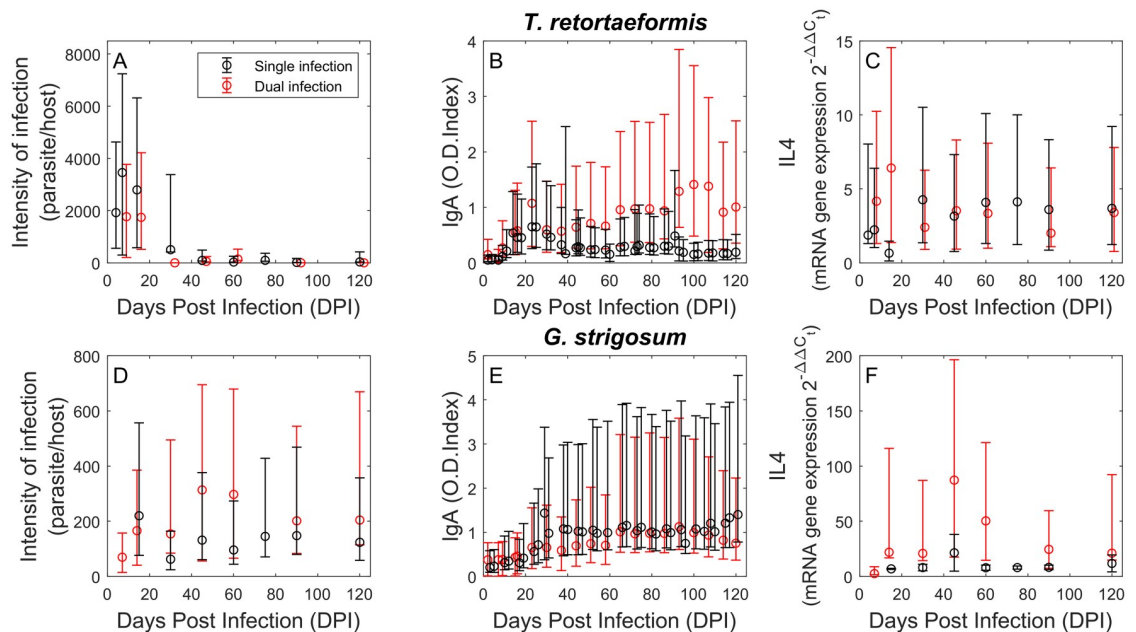 T. retortaeformis
A
Single infection
Dual infection
Intensity of infection
(parasite/host)
8000
6000
4000
2000
0
0 20 40 60 80 100 120
Days Post Infection (DPI)
B
IgA (O.D.Index)
4
3
2
1
0
0 20 40 60 80 100 120
Days Post Infection (DPI)
C
IL4
(mRNA gene expression 2^-ΔΔC_t)
15
10
5
0
0 20 40 60 80 100 120
Days Post Infection (DPI)
G. strigosum
D
Intensity of infection
(parasite/host)
800
600
400
200
0
0 20 40 60 80 100 120
Days Post Infection (DPI)
E
IgA (O.D.Index)
5
4
3
2
1
0
0 20 40 60 80 100 120
Days Post Infection (DPI)
F
IL4
(mRNA gene expression 2^-ΔΔC_t)
200
150
100
50
0
0 20 40 60 80 100 120
Days Post Infection (DPI)